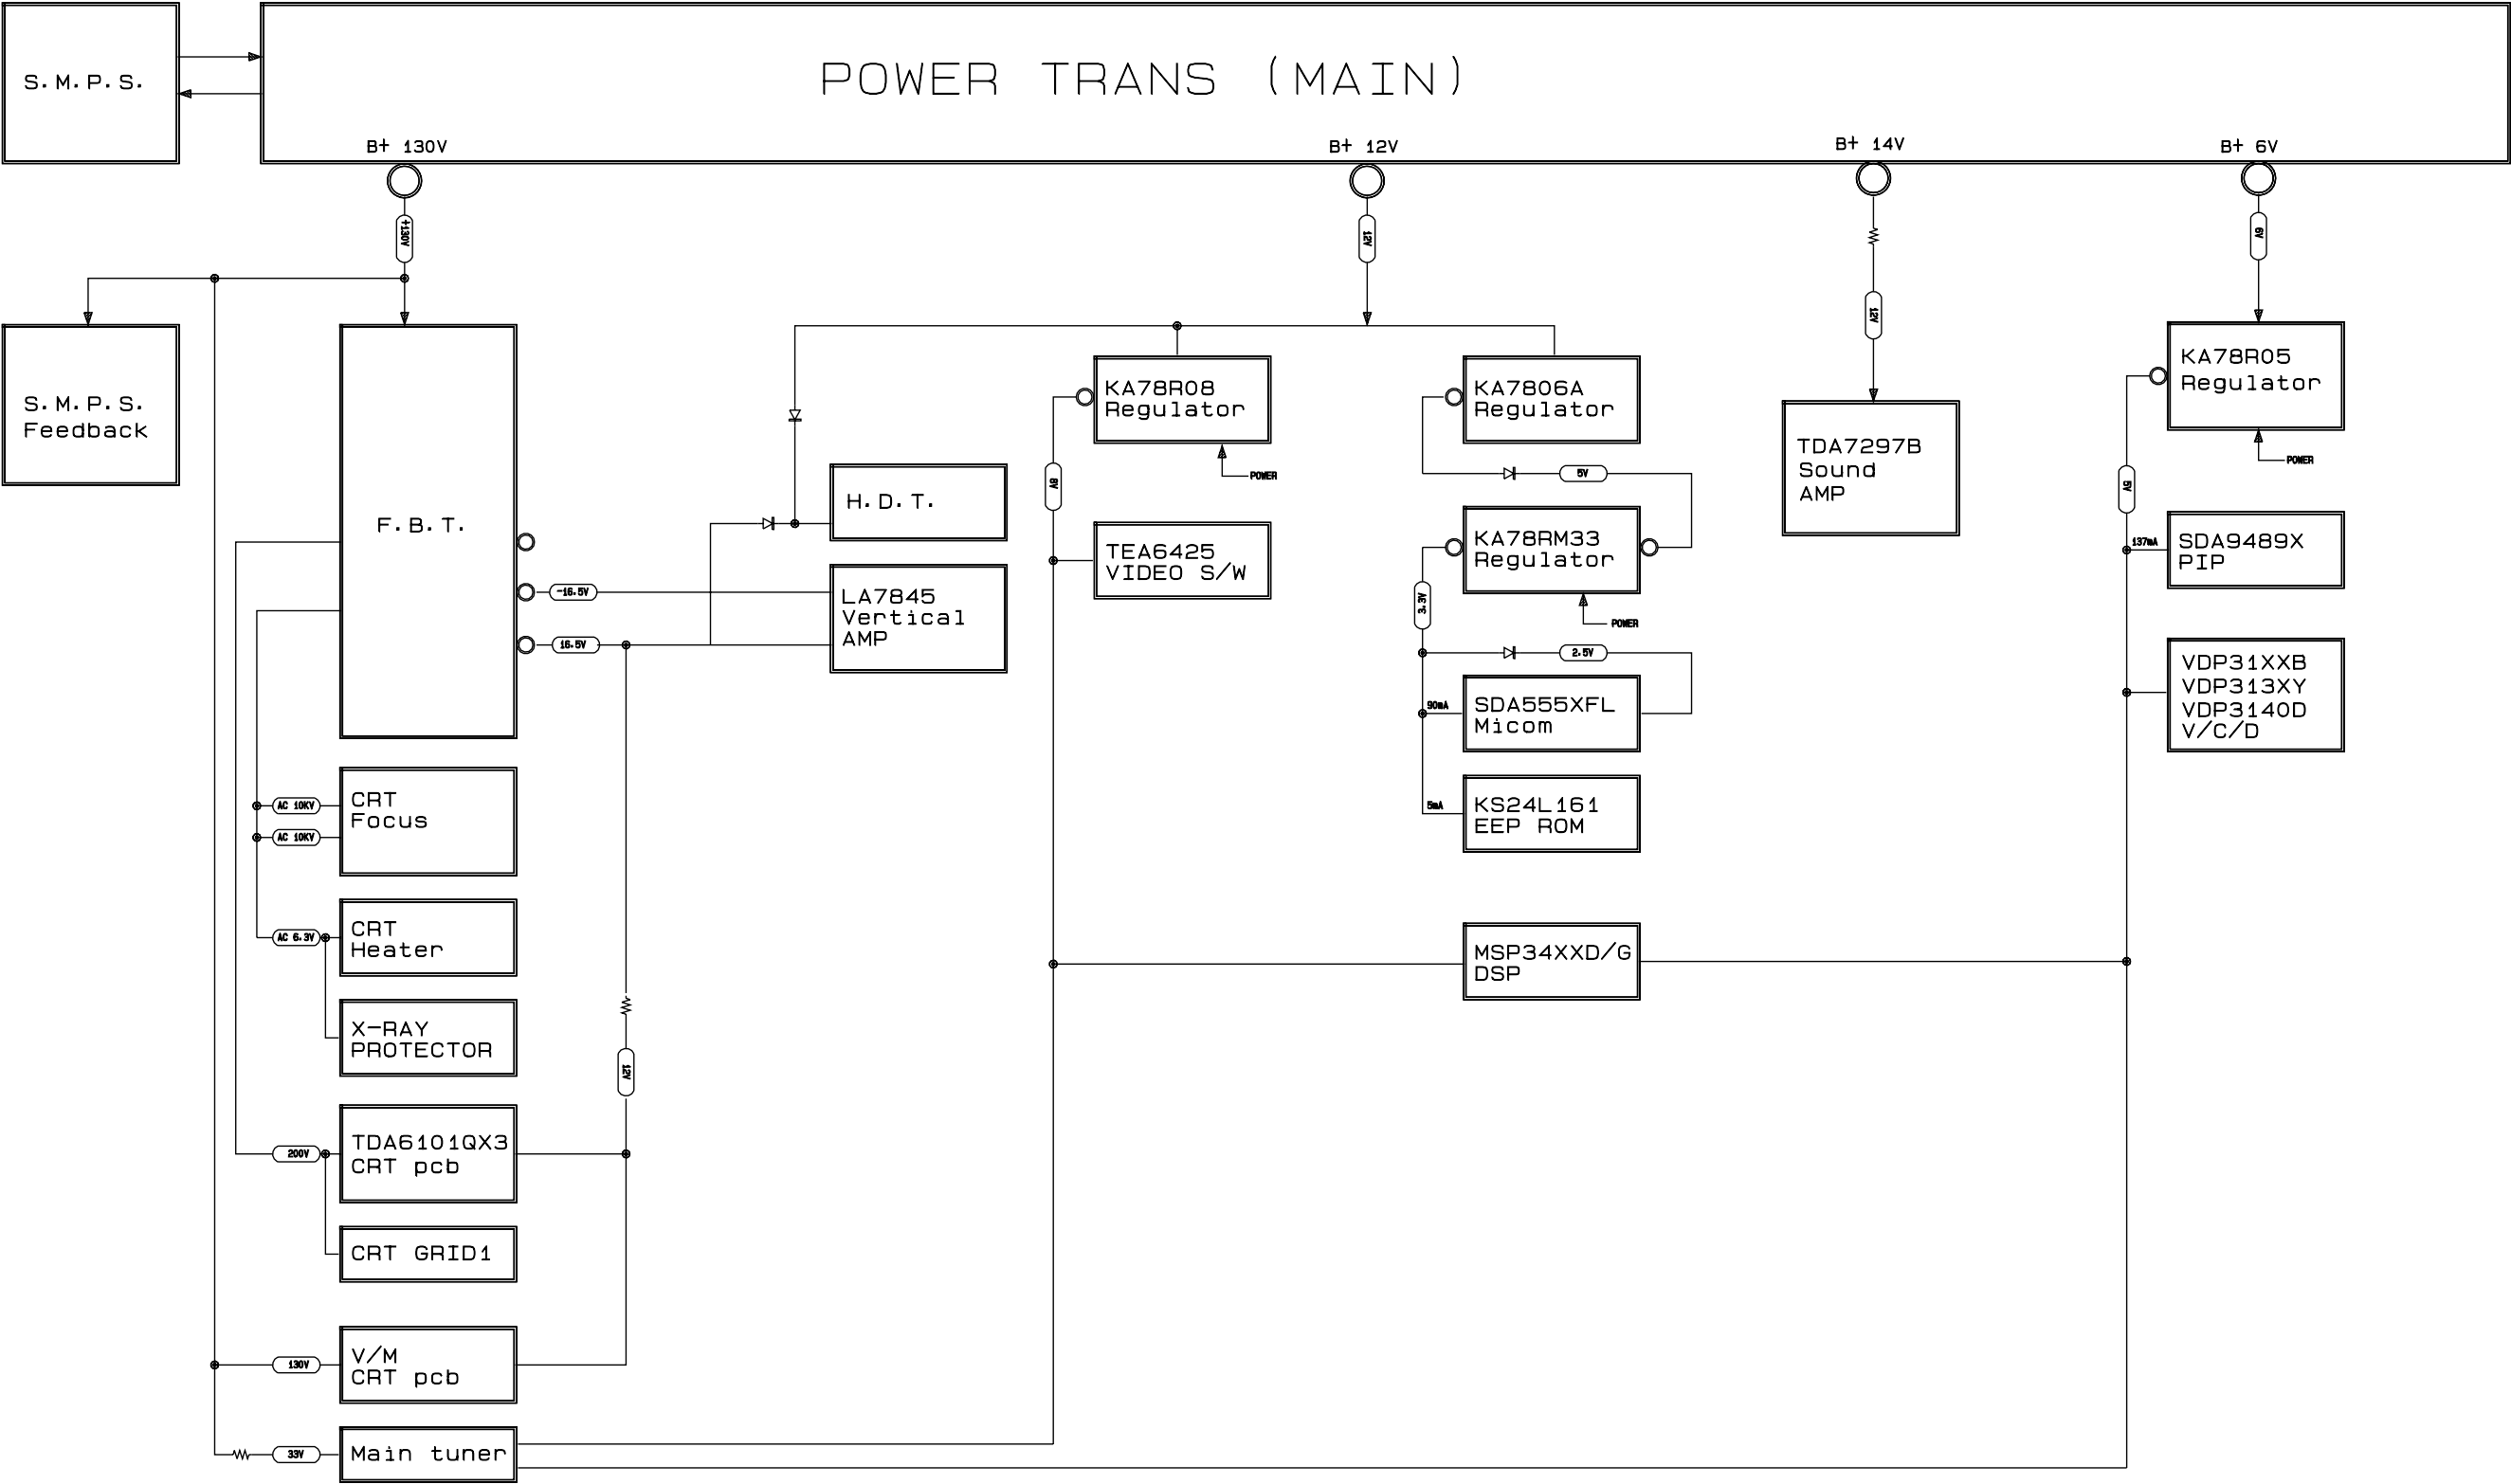 S.M.P.S.
POWER TRANS (MAIN)
B+ 130V
B+ 12V
B+ 14V
B+ 6V
+130V
12V
6V
12V
S.M.P.S.
Feedback
F.B.T.
-16.5V
16.5V
H.D.T.
LA7845
Vertical
AMP
KA78R08
Regulator
POWER
8V
TEA6425
VIDEO S/W
KA7806A
Regulator
5V
KA78RM33
Regulator
POWER
3.3V
2.5V
90mA
SDA555XFL
Micom
5mA
KS24L161
EEP ROM
MSP34XXD/G
DSP
TDA7297B
Sound
AMP
KA78R05
Regulator
POWER
5V
137mA
SDA9489X
PIP
VDP31XXB
VDP313XY
VDP3140D
V/C/D
AC 10KV
AC 10KV
CRT
Focus
AC 6.3V
CRT
Heater
X-RAY
PROTECTOR
12V
200V
TDA6101QX3
CRT pcb
CRT GRID1
130V
V/M
CRT pcb
33V
Main tuner